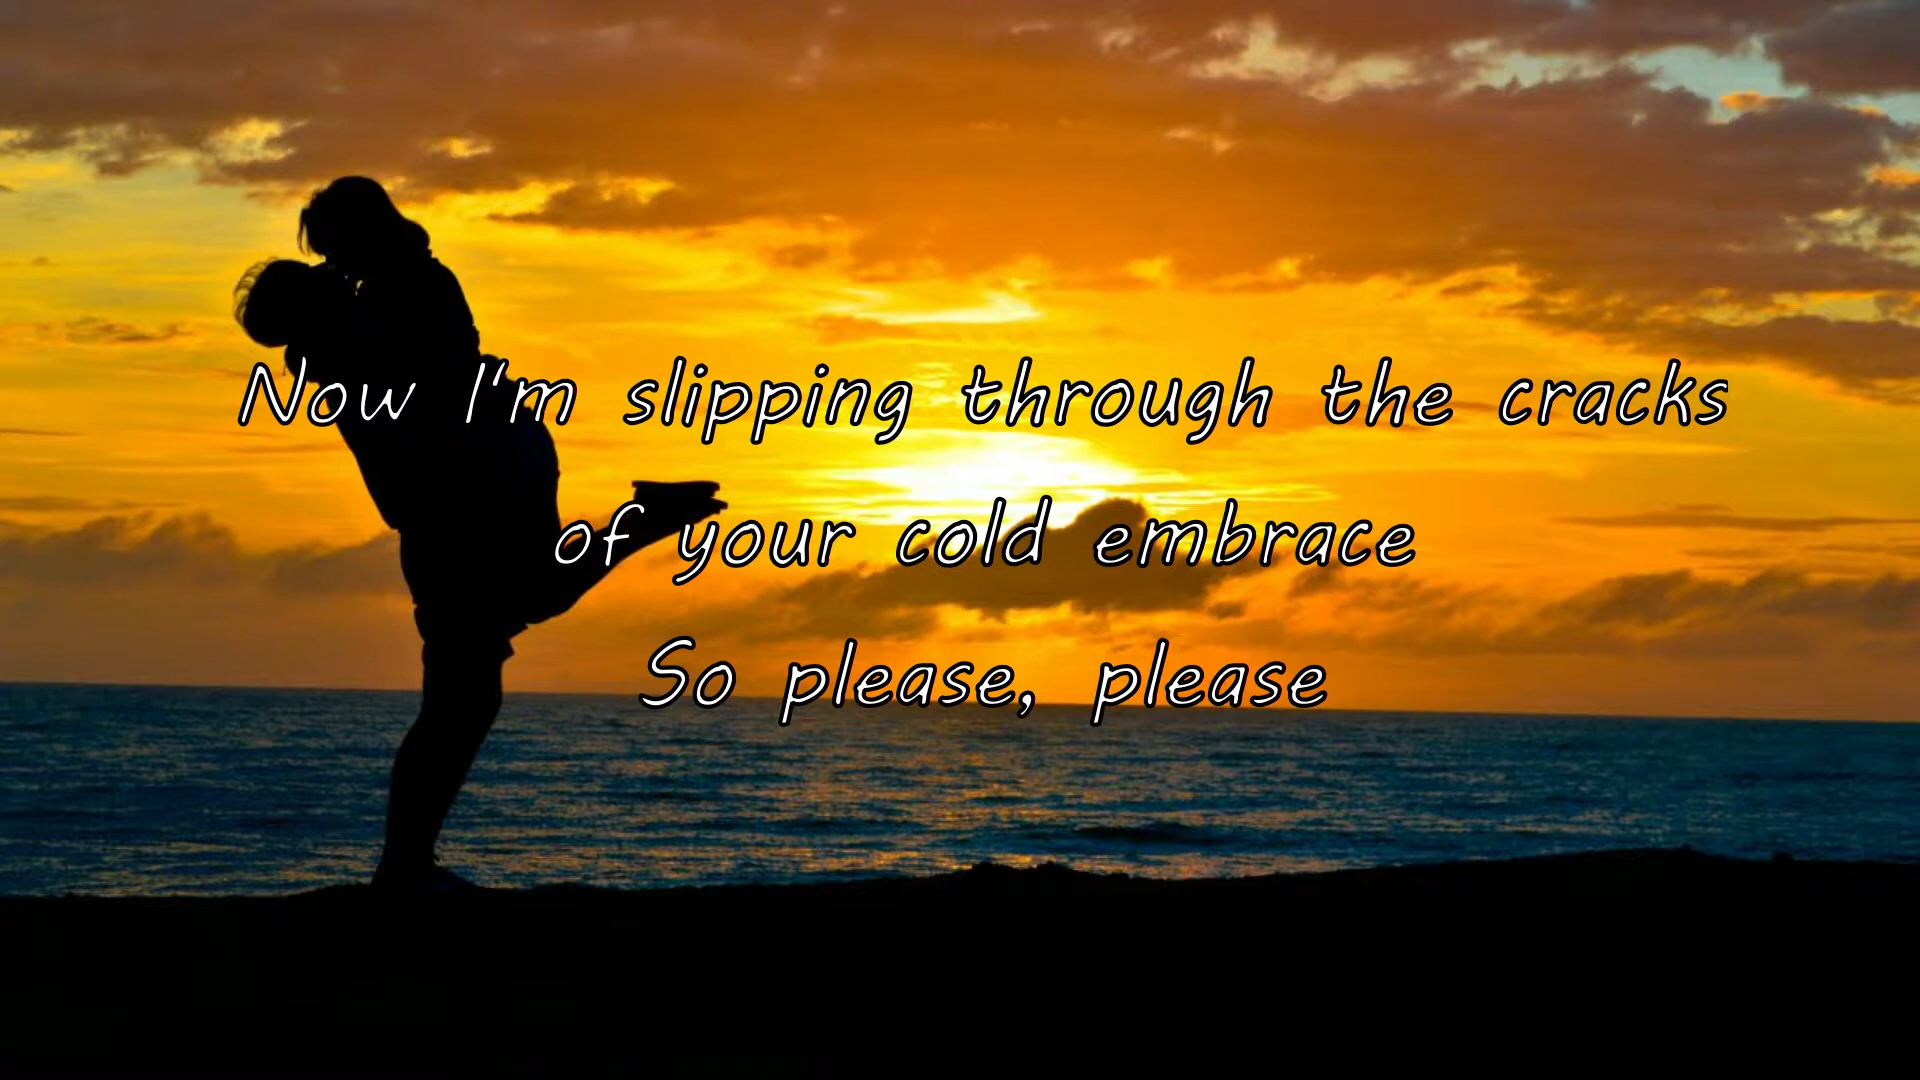 Now I'm slipping through the cracks
of your cold embrace
So please, please